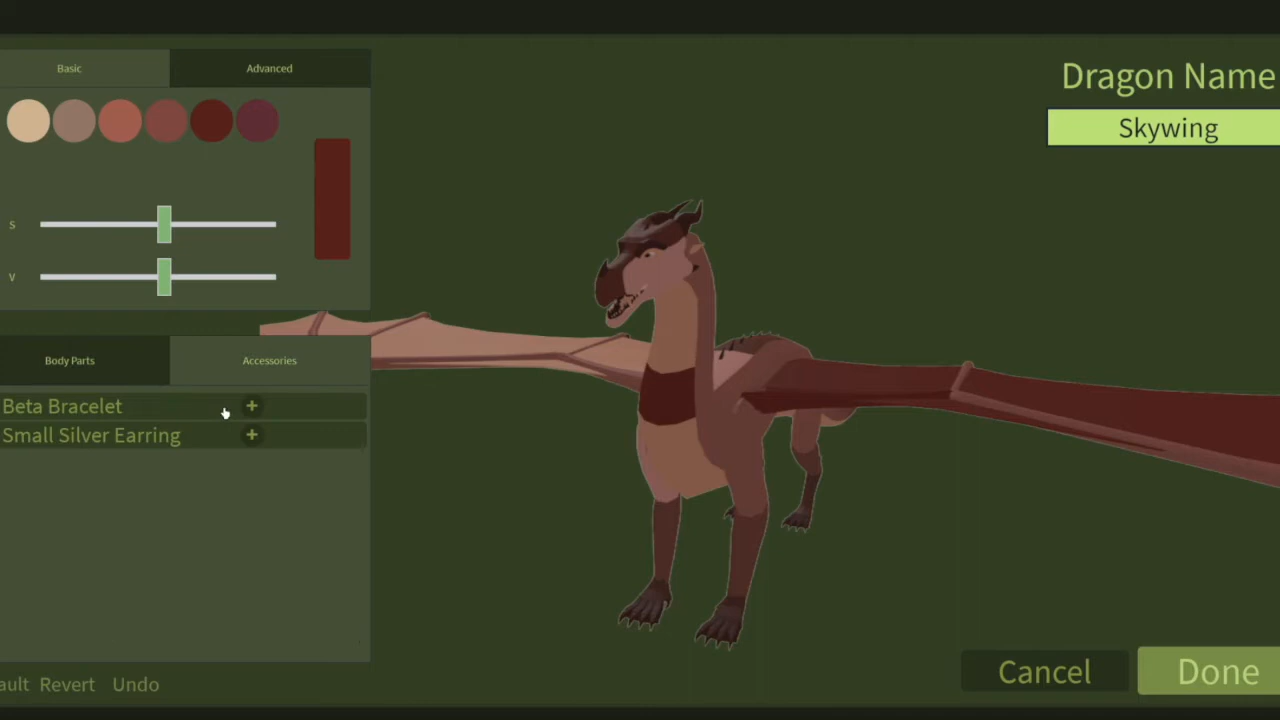 Basic
Advanced
Dragon Name
Skywing
S
V
Body Parts
Accessories
Beta Bracelet +
Small Silver Earring +
ault Revert Undo
Cancel
Done